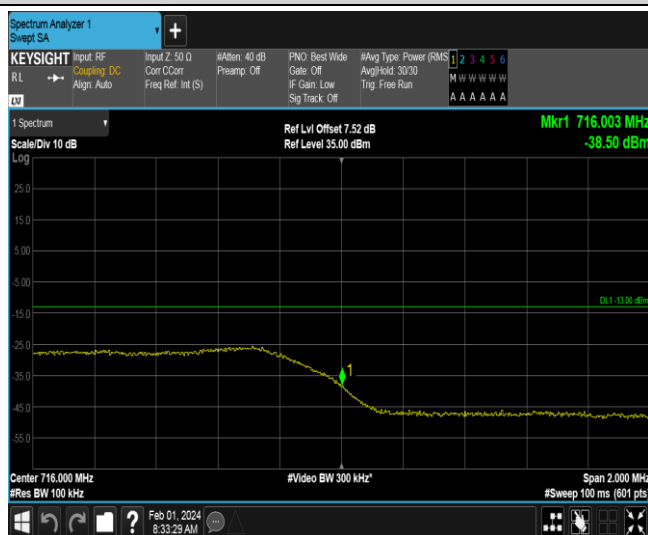 Spectrum Analyzer 1
Swept SA
KEYSIGHT
RL
Input: RF
Coupling: DC
Align: Auto
Input Z: 50 Ω
Corr CCorr
Freq Ref: Int (S)
#Atten: 40 dB
Preamp: Off
PNO: Best Wide
Gate: Off
IF Gain: Low
Sig Track: Off
#Avg Type: Power (RMS
Avg|Hold: 30/30
Trig: Free Run
1 2 3 4 5 6
M W W W W W
A A A A A A
LXI
1 Spectrum
Scale/Div 10 dB
Ref Lvl Offset 7.52 dB
Ref Level 35.00 dBm
Mkr1 716.003 MHz
-38.50 dBm
Log
25.0
15.0
5.00
-5.00
DL1 -13.00 dBm
-15.0
-25.0
1
-35.0
-45.0
-55.0
Center 716.000 MHz
#Res BW 100 kHz
#Video BW 300 kHz*
Span 2.000 MHz
#Sweep 100 ms (601 pts)
?
Feb 01, 2024
8:33:29 AM